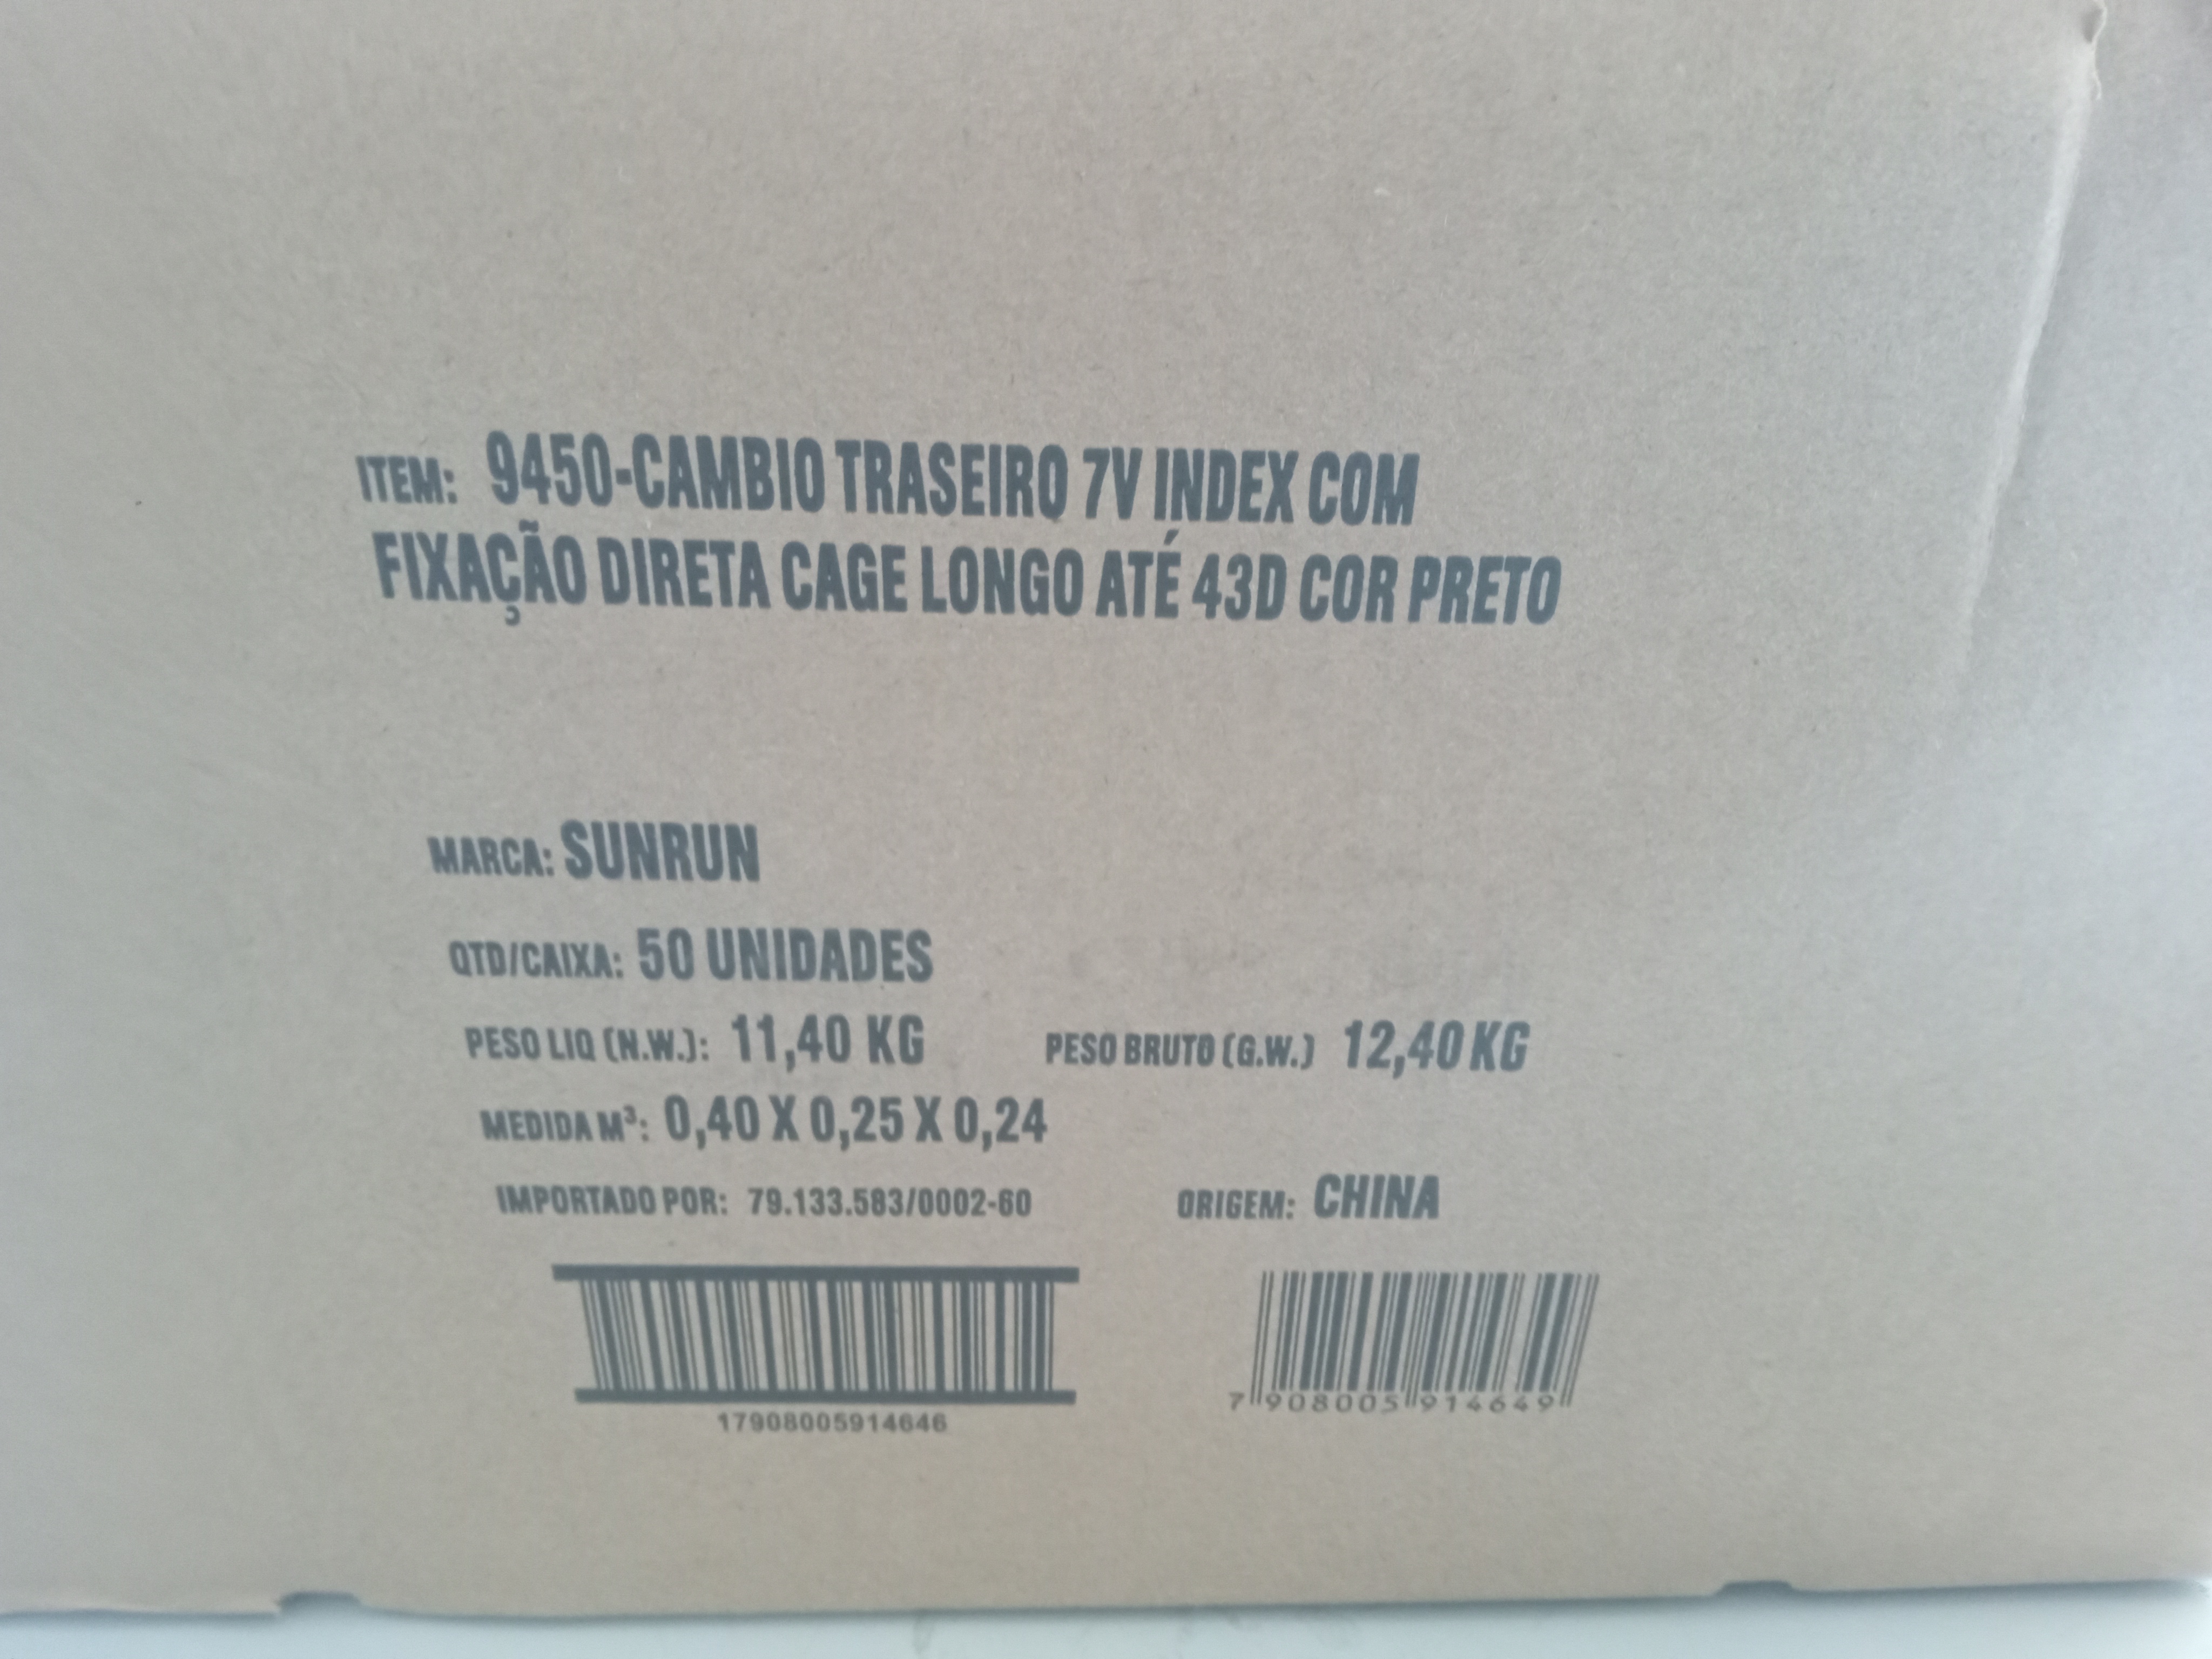 ITEM: 9450-CAMBIO TRASEIRO 7V INDEX COM
FIXAÇÃO DIRETA CAGE LONGO ATÉ 43D COR PRETO
MARCA: SUNRUN
QTD/CAIXA: 50 UNIDADES
PESO LIQ (N.W.): 11,40 KG PESO BRUTO (G.W.) 12,40 KG
MEDIDA M³: 0,40 X 0,25 X 0,24
IMPORTADO POR: 79.133.583/0002-60 ORIGEM: CHINA
17908005914646 7 908005 914649